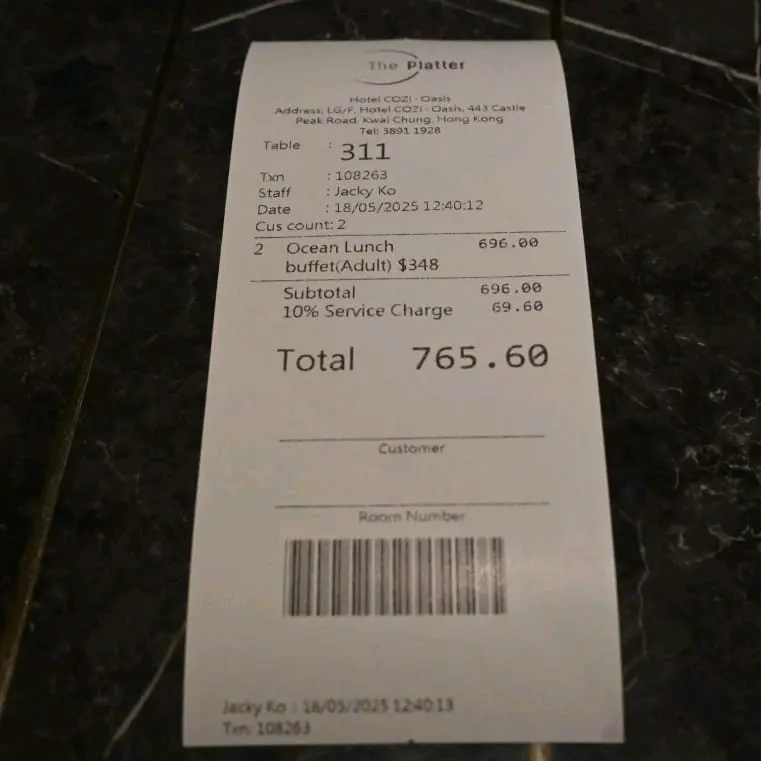 The Platter
Hotel COZi - Oasis
Address: LG/F, Hotel COZi - Oasis, 443 Castle
Peak Road, Kwai Chung, Hong Kong
Tel: 3891 1928
Table : 311
Txn : 108263
Staff : Jacky Ko
Date : 18/05/2025 12:40:12
Cus count: 2
2 Ocean Lunch 696.00
buffet(Adult) $348
Subtotal 696.00
10% Service Charge 69.60
Total 765.60
Customer
Room Number
Jacky Ko : 18/05/2025 12:40:13
Txn: 108263